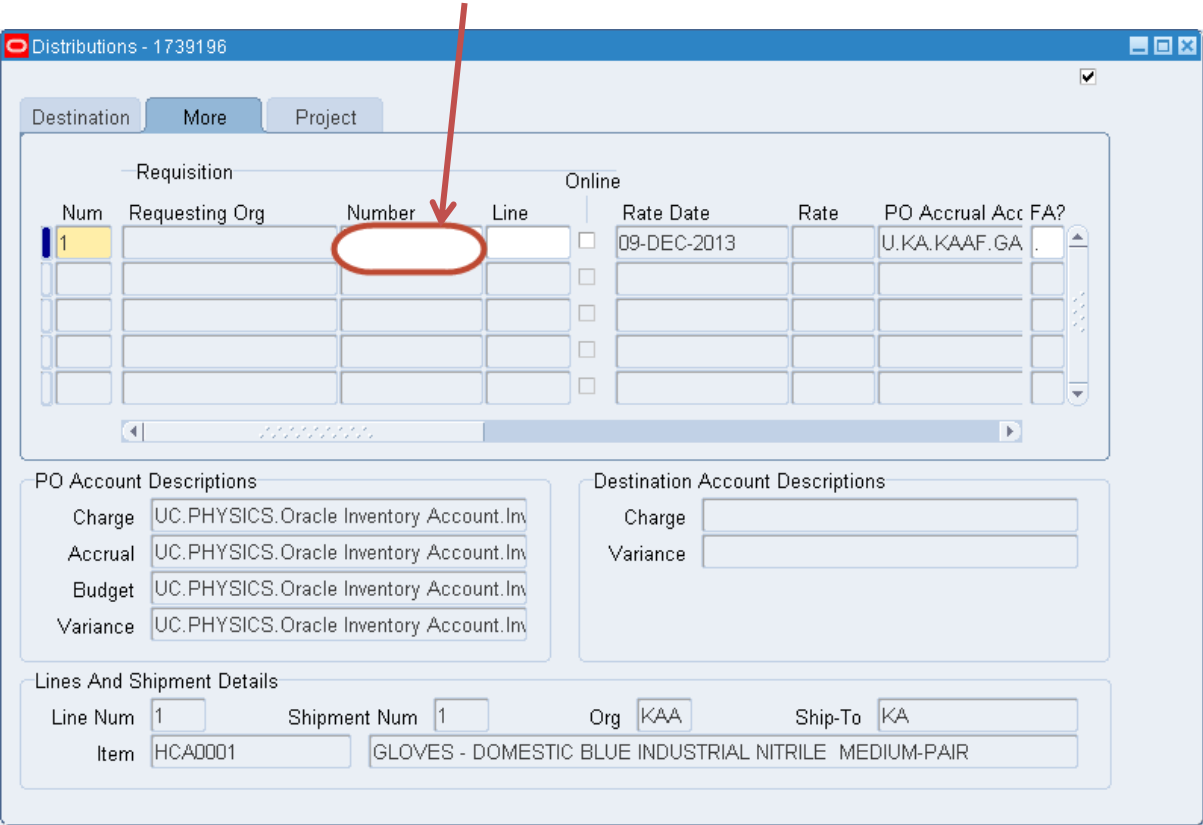 Distributions - 1739196
Destination More Project
Requisition
Online
Num Requesting Org Number Line Rate Date Rate PO Accrual Acc FA?
1 09-DEC-2013 U.KA.KAAF.GA .
PO Account Descriptions
Charge UC.PHYSICS.Oracle Inventory Account.Inv
Accrual UC.PHYSICS.Oracle Inventory Account.Inv
Budget UC.PHYSICS.Oracle Inventory Account.Inv
Variance UC.PHYSICS.Oracle Inventory Account.Inv
Destination Account Descriptions
Charge
Variance
Lines And Shipment Details
Line Num 1 Shipment Num 1 Org KAA Ship-To KA
Item HCA0001 GLOVES - DOMESTIC BLUE INDUSTRIAL NITRILE MEDIUM-PAIR